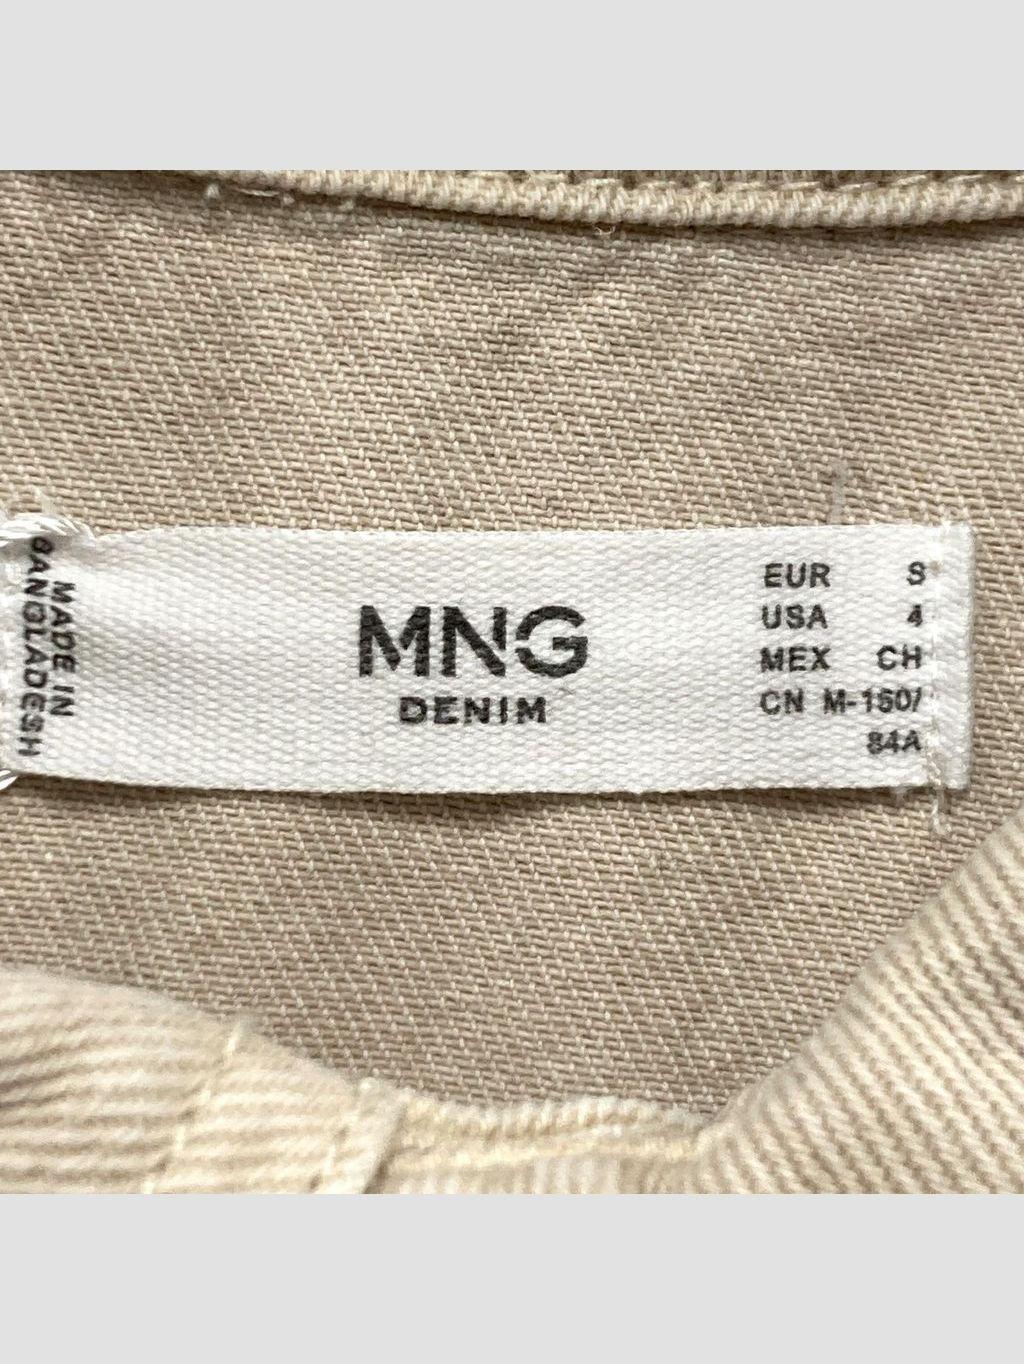 MADE IN
BANGLADESH
MNG
DENIM
EUR S
USA 4
MEX CH
CN M-160/
84A